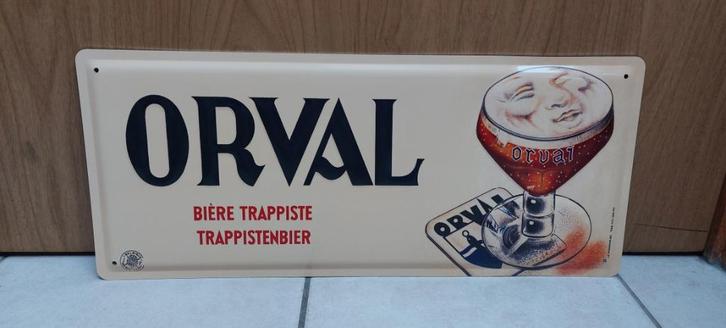 ORVAL
BIÈRE TRAPPISTE
TRAPPISTENBIER
orval
ORVAL